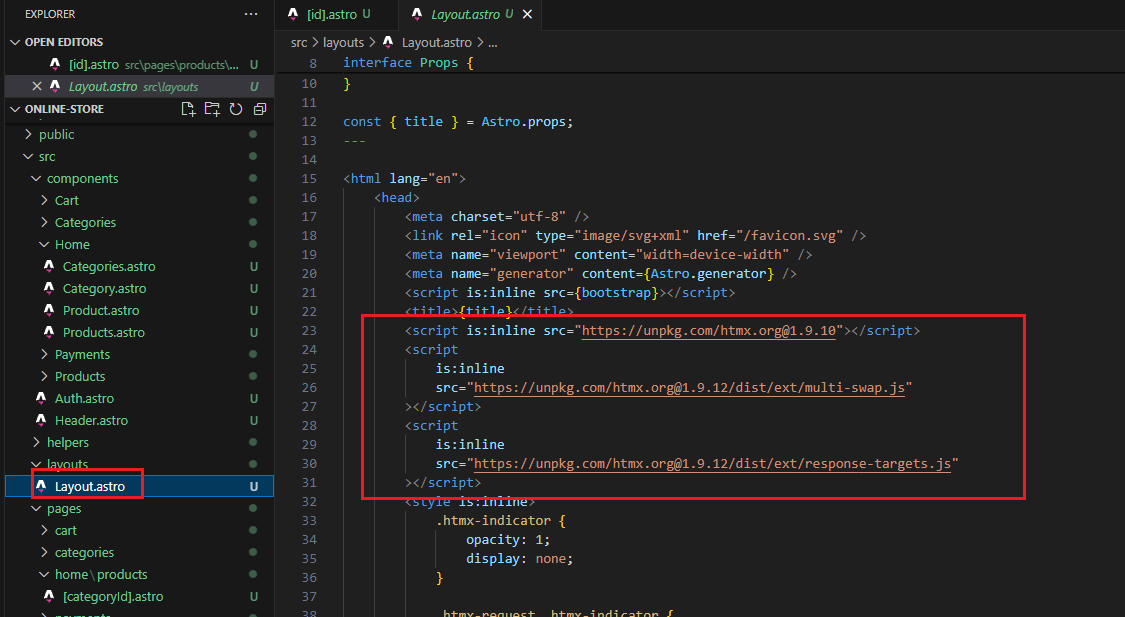 EXPLORER ...
OPEN EDITORS
[id].astro src\pages\products\... U
Layout.astro src\layouts U
ONLINE-STORE
public
src
components
Cart
Categories
Home
Categories.astro U
Category.astro U
Product.astro U
Products.astro U
Payments
Products
Auth.astro U
Header.astro U
helpers
layouts
Layout.astro U
pages
cart
categories
home\products
[categoryId].astro U
payments
[id].astro U
Layout.astro U
src > layouts > Layout.astro > ...
8 interface Props {
10 }
11
12 const { title } = Astro.props;
13 ---
14
15 <html lang="en">
16 <head>
17 <meta charset="utf-8" />
18 <link rel="icon" type="image/svg+xml" href="/favicon.svg" />
19 <meta name="viewport" content="width=device-width" />
20 <meta name="generator" content={Astro.generator} />
21 <script is:inline src={bootstrap}></script>
22 <title>{title}</title>
23 <script is:inline src="https://unpkg.com/htmx.org@1.9.10"></script>
24 <script
25 is:inline
26 src="https://unpkg.com/htmx.org@1.9.12/dist/ext/multi-swap.js"
27 ></script>
28 <script
29 is:inline
30 src="https://unpkg.com/htmx.org@1.9.12/dist/ext/response-targets.js"
31 ></script>
32 <style is:inline>
33 .htmx-indicator {
34 opacity: 1;
35 display: none;
36 }
37
38 .htmx-request .htmx-indicator {